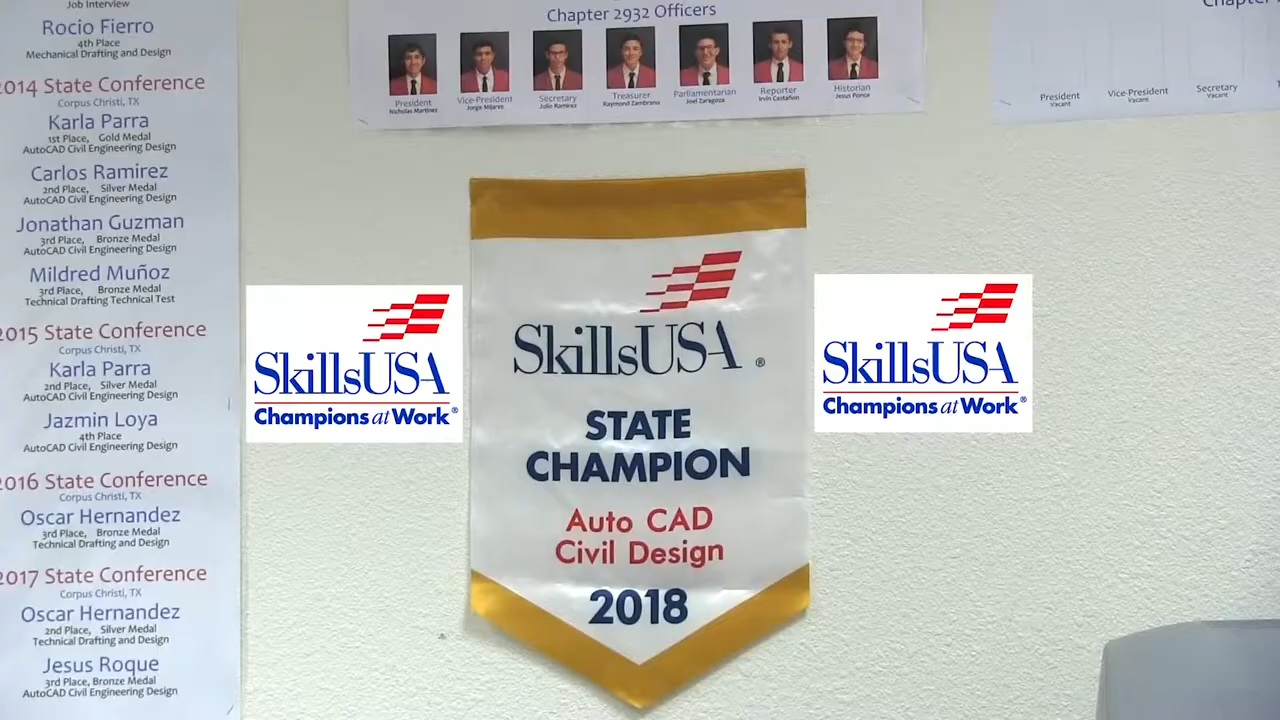 Job Interview
Rocio Fierro
4th Place
Mechanical Drafting and Design
2014 State Conference
Corpus Christi, TX
Karla Parra
1st Place, Gold Medal
AutoCAD Civil Engineering Design
Carlos Ramirez
2nd Place, Silver Medal
AutoCAD Civil Engineering Design
Jonathan Guzman
3rd Place, Bronze Medal
AutoCAD Civil Engineering Design
Mildred Muñoz
3rd Place, Bronze Medal
Technical Drafting Technical Test
2015 State Conference
Corpus Christi, TX
Karla Parra
2nd Place, Silver Medal
AutoCAD Civil Engineering Design
Jazmin Loya
4th Place
AutoCAD Civil Engineering Design
2016 State Conference
Corpus Christi, TX
Oscar Hernandez
3rd Place, Bronze Medal
Technical Drafting and Design
2017 State Conference
Corpus Christi, TX
Oscar Hernandez
2nd Place, Silver Medal
Technical Drafting and Design
Jesus Roque
3rd Place, Bronze Medal
AutoCAD Civil Engineering Design
Chapter 2932 Officers
President
Nicholas Martinez
Vice-President
Jorge Mijares
Secretary
Julio Ramirez
Treasurer
Raymond Zambrano
Parliamentarian
Joel Zaragoza
Reporter
Irvin Castañon
Historian
Jesus Ponce
Chapter
President
Vacant
Vice-President
Vacant
Secretary
Vacant
SkillsUSA
Champions at Work®
SkillsUSA®
STATE
CHAMPION
Auto CAD
Civil Design
2018
SkillsUSA
Champions at Work®